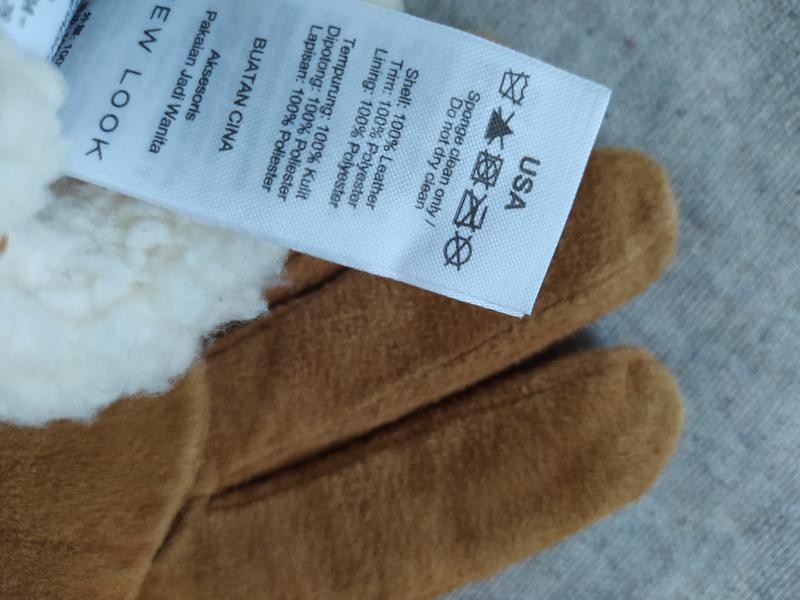 USA
Sponge clean only /
Do not dry clean
Shell: 100% Leather
Trim: 100% Polyester
Lining: 100% Polyester
Tempurung: 100% Kulit
Dipotong: 100% Poliester
Lapisan: 100% Poliester
BUATAN CINA
Aksesoris
Pakaian Jadi Wanita
EW LOOK